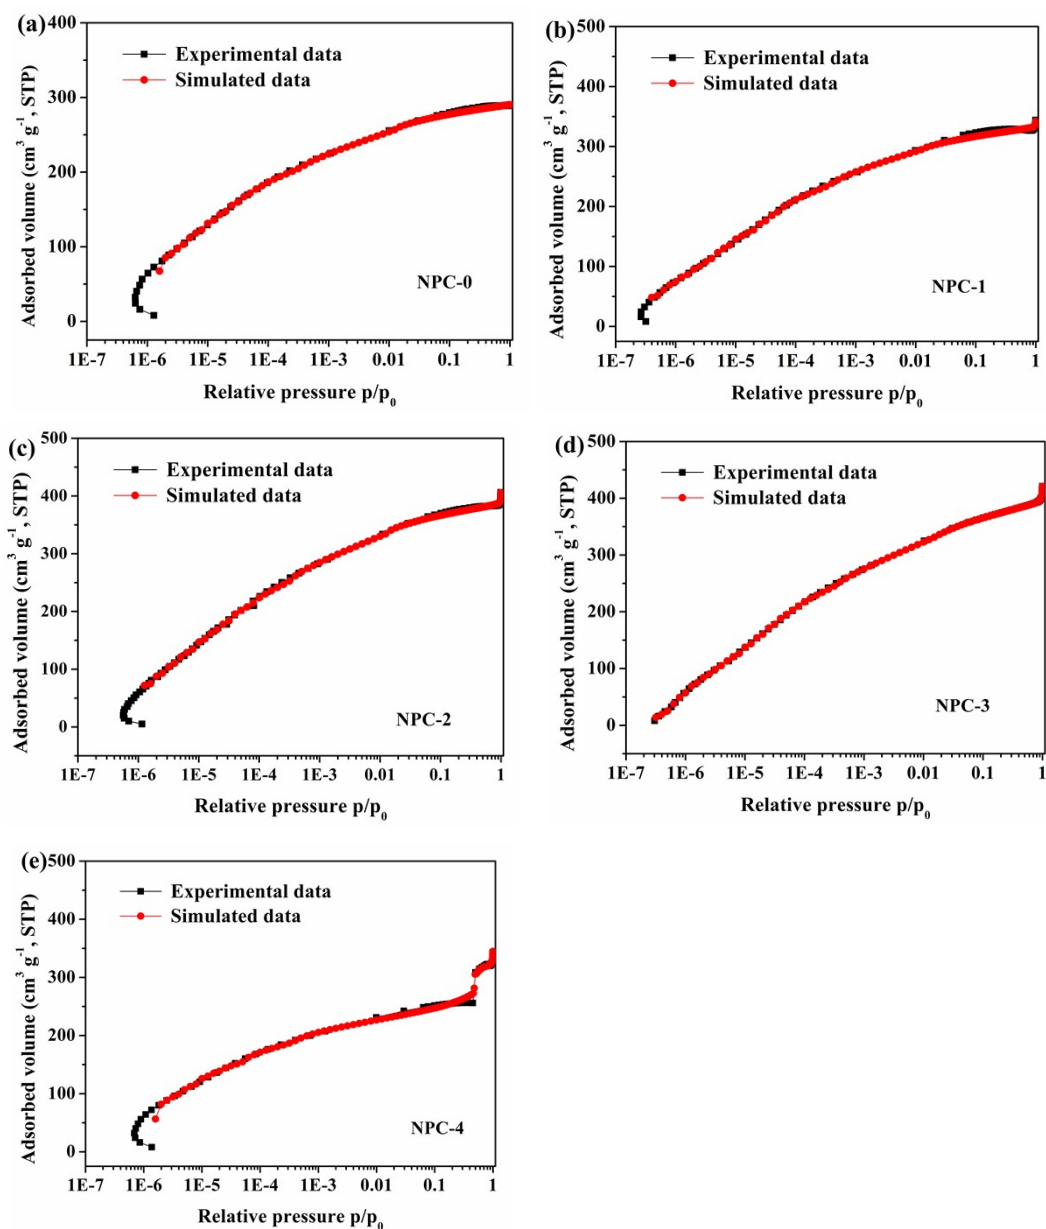 (a)
400
300
200
100
0
Adsorbed volume (cm³ g⁻¹, STP)
Experimental data
Simulated data
NPC-0
1E-7 1E-6 1E-5 1E-4 1E-3 0.01 0.1 1
Relative pressure p/p₀
(b)
500
400
300
200
100
0
Adsorbed volume (cm³ g⁻¹, STP)
Experimental data
Simulated data
NPC-1
1E-7 1E-6 1E-5 1E-4 1E-3 0.01 0.1 1
Relative pressure p/p₀
(c)
500
400
300
200
100
0
Adsorbed volume (cm³ g⁻¹, STP)
Experimental data
Simulated data
NPC-2
1E-7 1E-6 1E-5 1E-4 1E-3 0.01 0.1 1
Relative pressure p/p₀
(d)
500
400
300
200
100
0
Adsorbed volume (cm³ g⁻¹, STP)
Experimental data
Simulated data
NPC-3
1E-7 1E-6 1E-5 1E-4 1E-3 0.01 0.1 1
Relative pressure p/p₀
(e)
500
400
300
200
100
0
Adsorbed volume (cm³ g⁻¹, STP)
Experimental data
Simulated data
NPC-4
1E-7 1E-6 1E-5 1E-4 1E-3 0.01 0.1 1
Relative pressure p/p₀